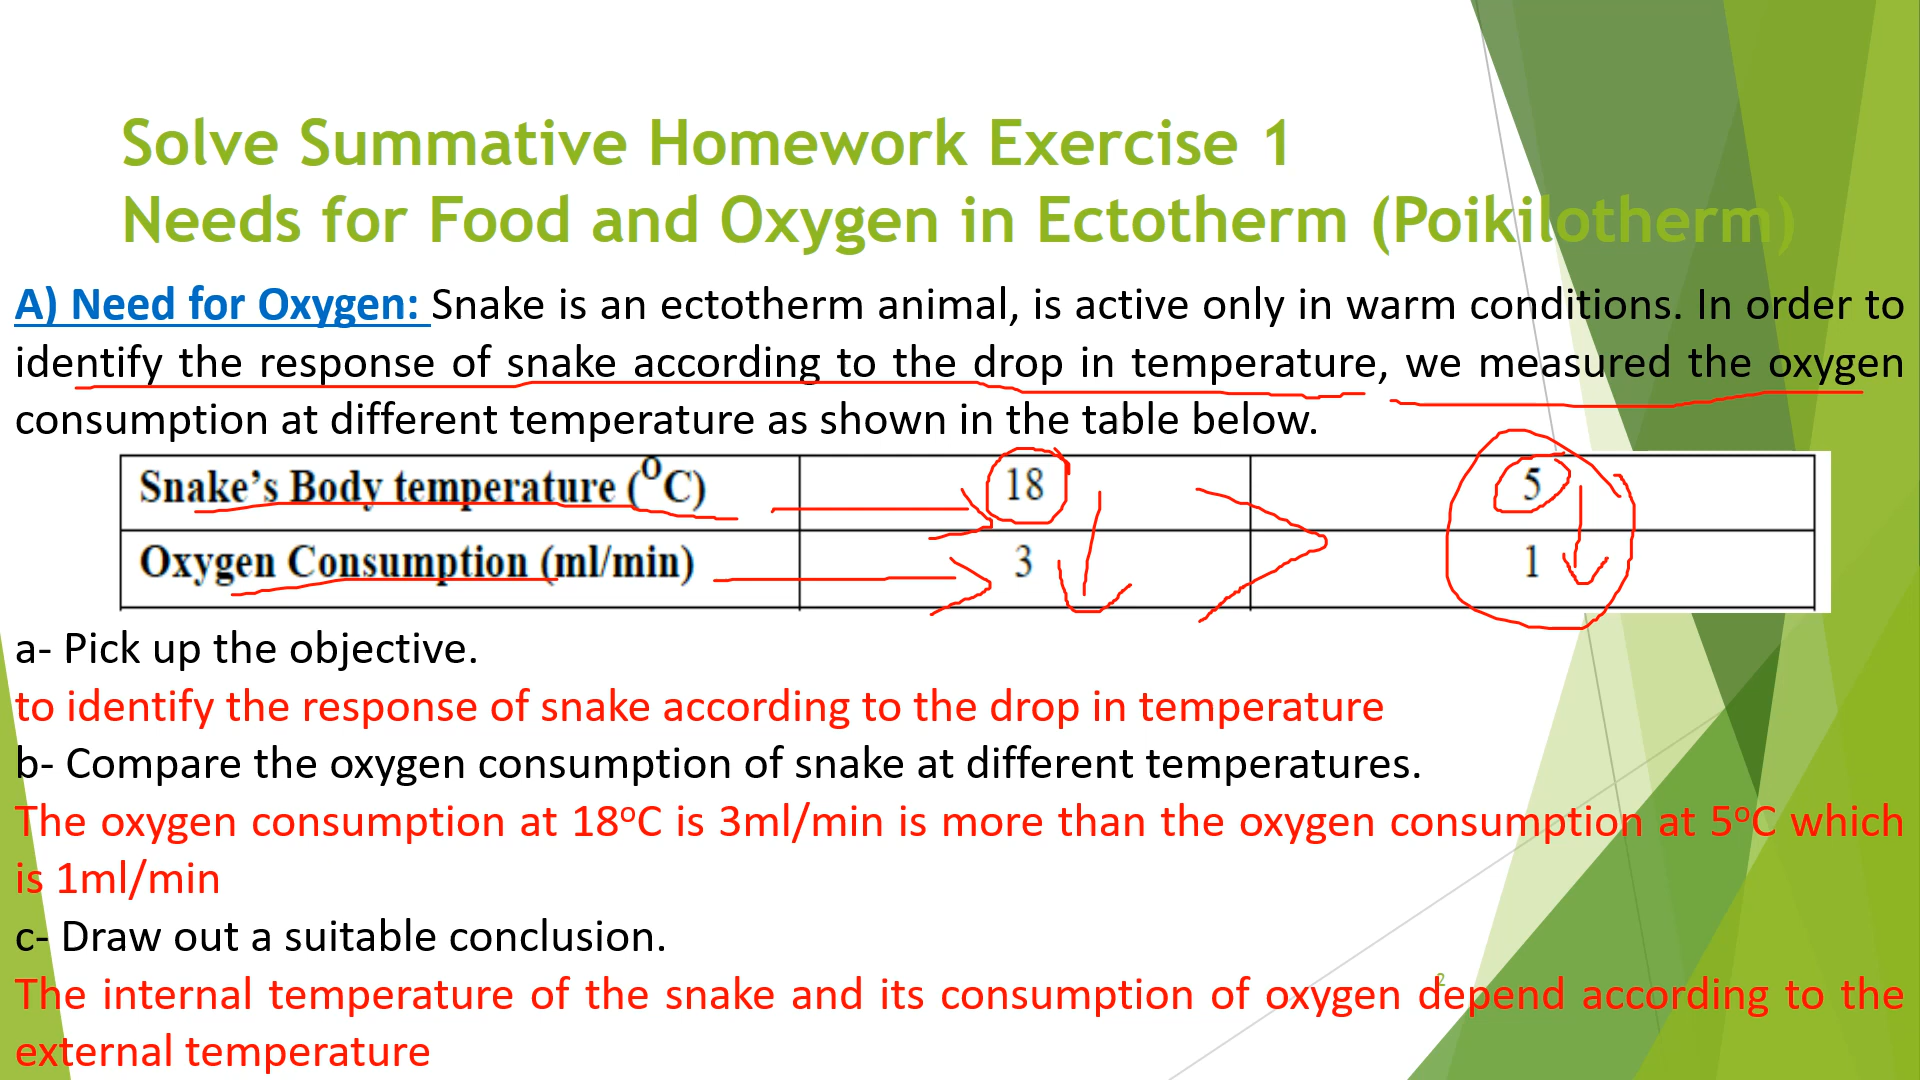 Solve Summative Homework Exercise 1
Needs for Food and Oxygen in Ectotherm (Poikilotherm)
A) Need for Oxygen: Snake is an ectotherm animal, is active only in warm conditions. In order to
identify the response of snake according to the drop in temperature, we measured the oxygen
consumption at different temperature as shown in the table below.
Snake's Body temperature (⁰C) 18 5
Oxygen Consumption (ml/min) 3 1
a- Pick up the objective.
to identify the response of snake according to the drop in temperature
b- Compare the oxygen consumption of snake at different temperatures.
The oxygen consumption at 18ᵒC is 3ml/min is more than the oxygen consumption at 5ᵒC which
is 1ml/min
c- Draw out a suitable conclusion.
The internal temperature of the snake and its consumption of oxygen depend according to the
external temperature
2